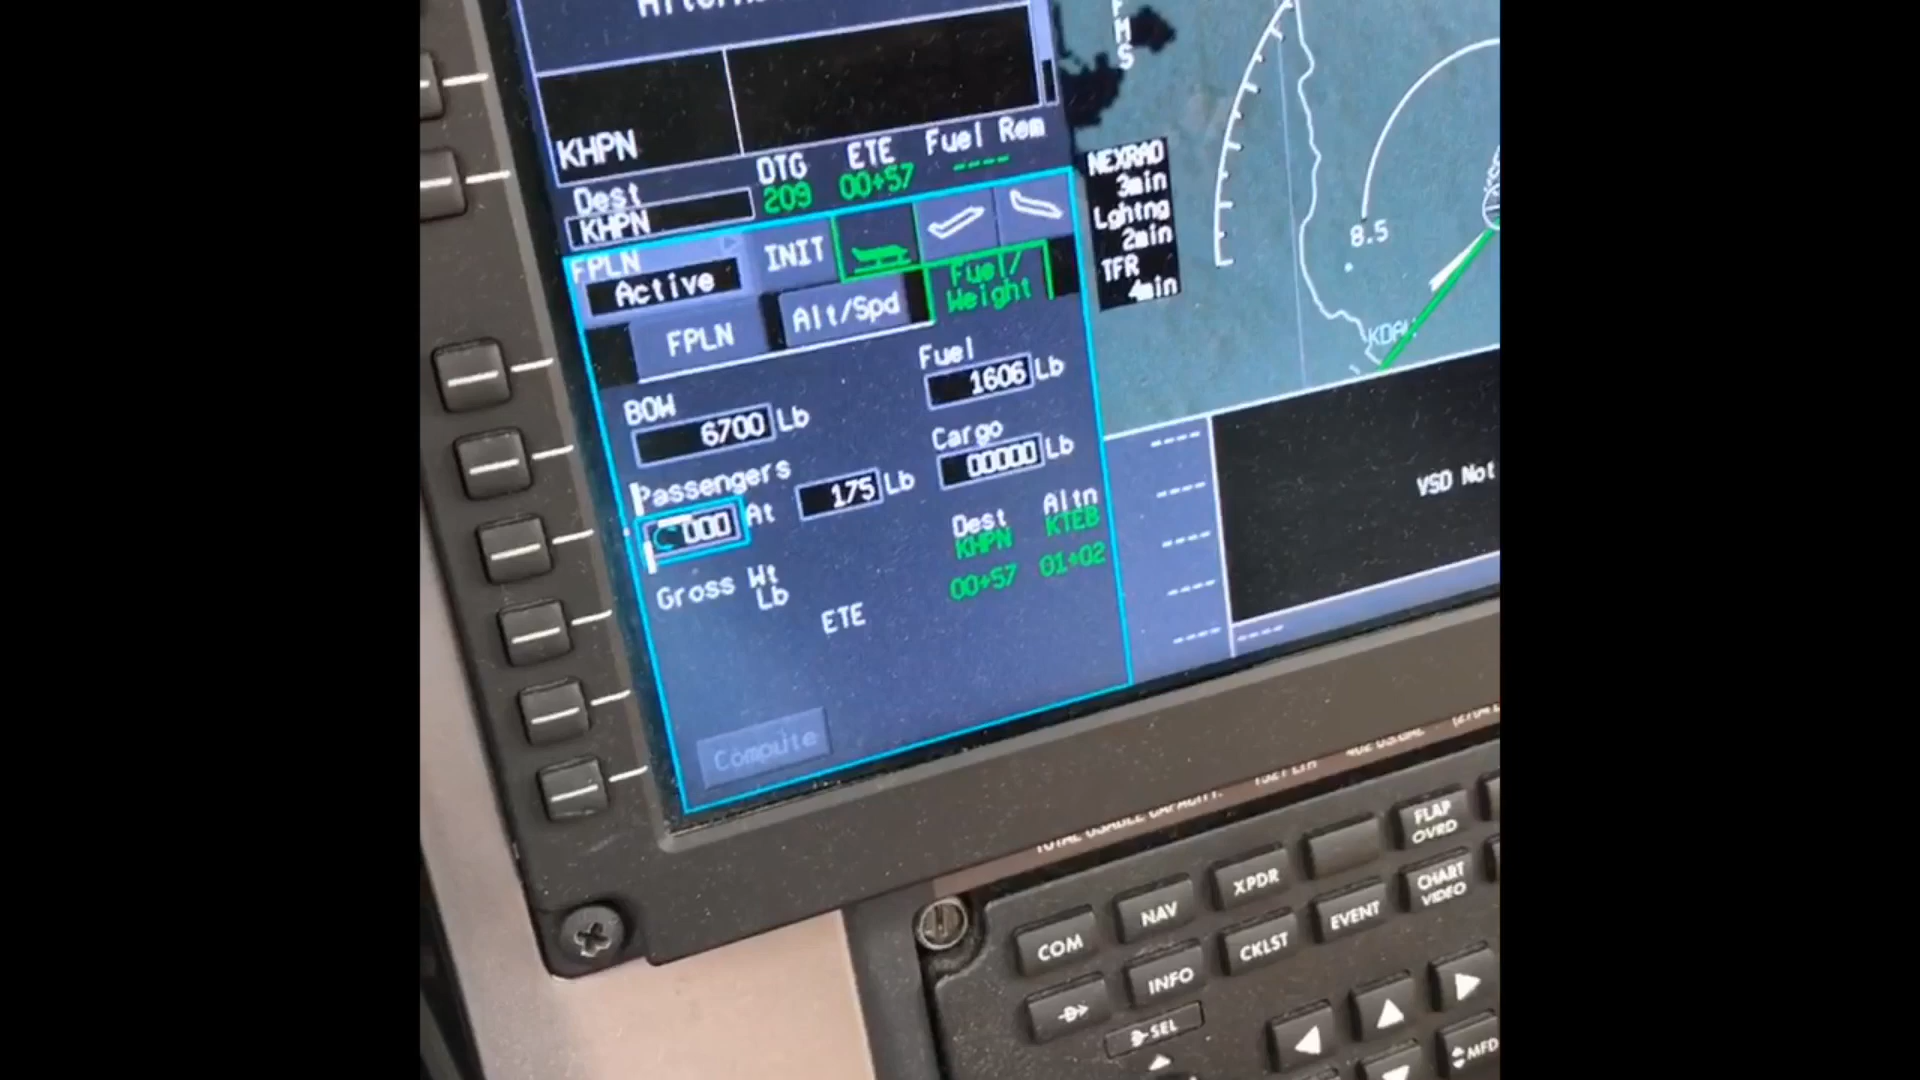 KHPN
DTG ETE Fuel Rem
Dest 209 00+57 ----
KHPN
FPLN
Active
INIT
FPLN
Alt/Spd
Fuel/
Weight
Fuel
1606 Lb
BOW
6700 Lb
Cargo
00000 Lb
Passengers
000 At 175 Lb
Dest Altn
KHPN KTEB
00+57 01+02
Gross Wt
Lb
ETE
Compute
NEXRAD
3min
Lghtng
2min
TFR
4min
F
M
S
8.5
VSD Not
----
----
----
----
----
----
TOTAL USABLE CAPACITY:
COM
NAV
XPDR
FLAP
OVRD
INFO
CKLST
EVENT
CHART
VIDEO
D
SEL
MFD